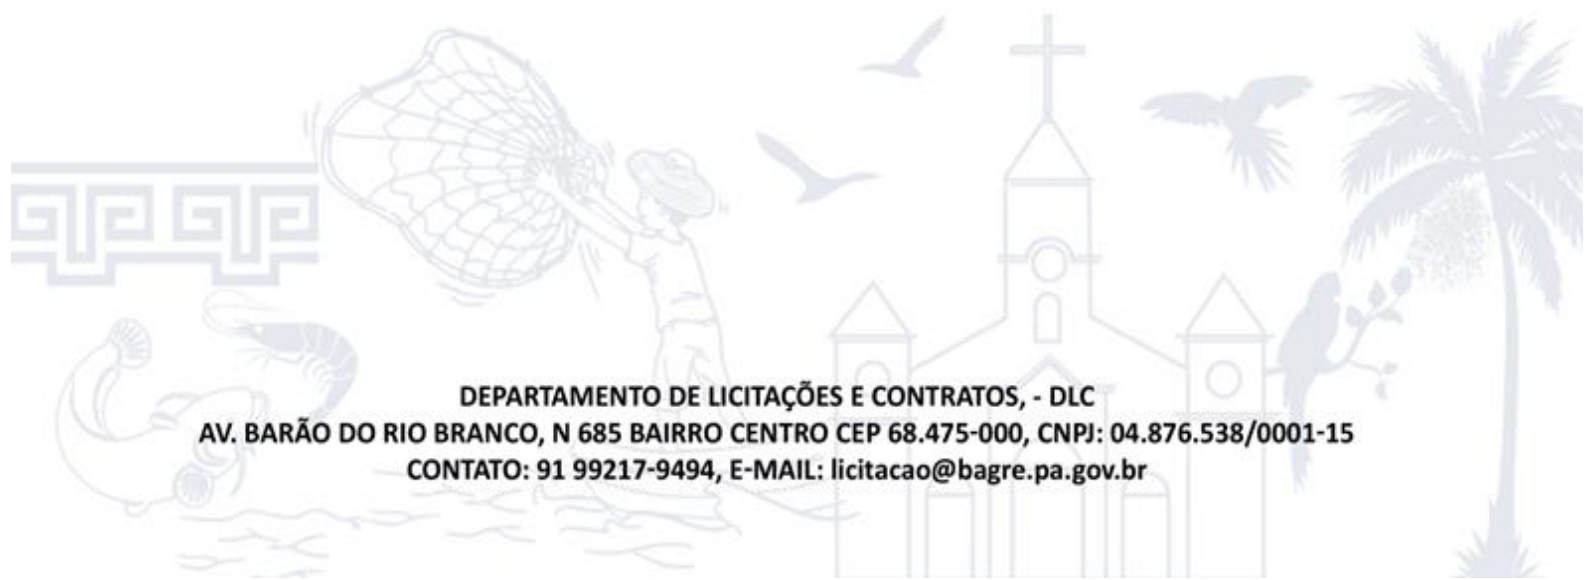 DEPARTAMENTO DE LICITAÇÕES E CONTRATOS, - DLC
AV. BARÃO DO RIO BRANCO, N 685 BAIRRO CENTRO CEP 68.475-000, CNPJ: 04.876.538/0001-15
CONTATO: 91 99217-9494, E-MAIL: licitacao@bagre.pa.gov.br